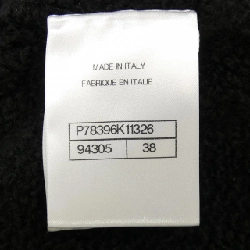 MADE IN ITALY
FABRIQUE EN ITALIE
P78396K11326
94305 38